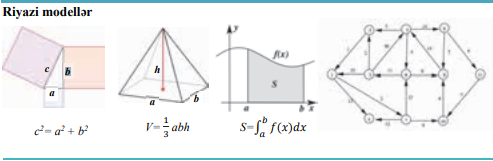 Riyazi modellər
c b
a
h
a b
y
f(x)
S
a b x
c²= a² + b²
V= 1/3 abh
S=∫ₐᵇ f(x)dx